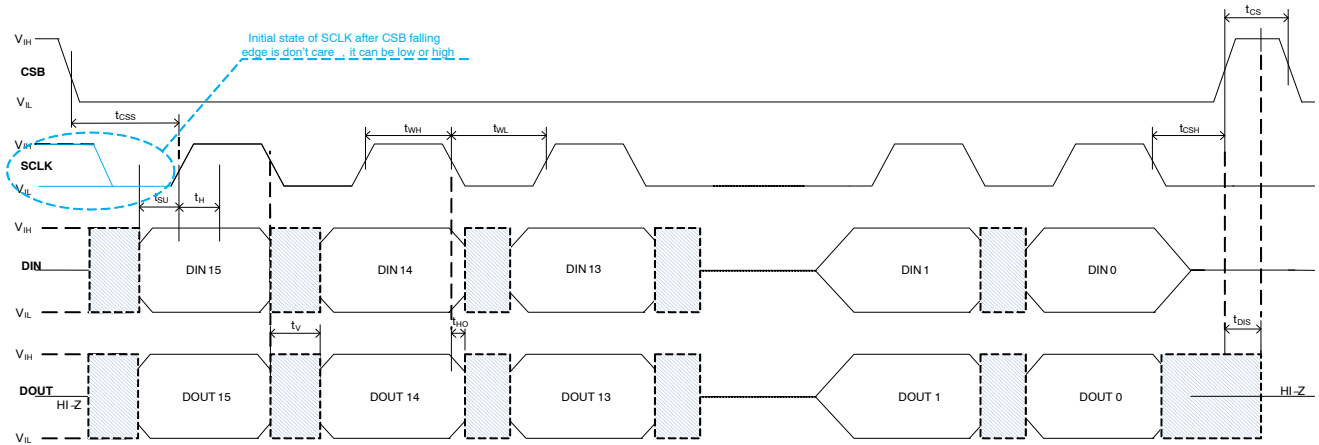 tCS
Initial state of SCLK after CSB falling
edge is don't care , it can be low or high
VIH
CSB
VIL
tCSS
tWH
tWL
tCSH
VIH
SCLK
VIL
tSU
tH
VIH
DIN
VIL
DIN 15
DIN 14
DIN 13
DIN 1
DIN 0
tV
tHO
tDIS
VIH
DOUT
HI-Z
VIL
DOUT 15
DOUT 14
DOUT 13
DOUT 1
DOUT 0
HI-Z